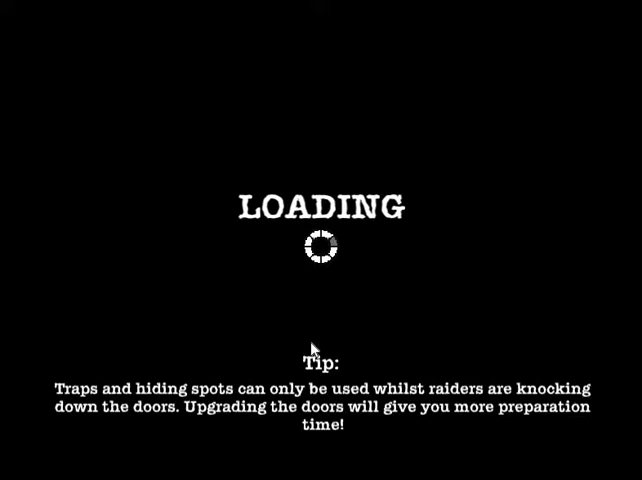 LOADING
Tip:
Traps and hiding spots can only be used whilst raiders are knocking
down the doors. Upgrading the doors will give you more preparation
time!